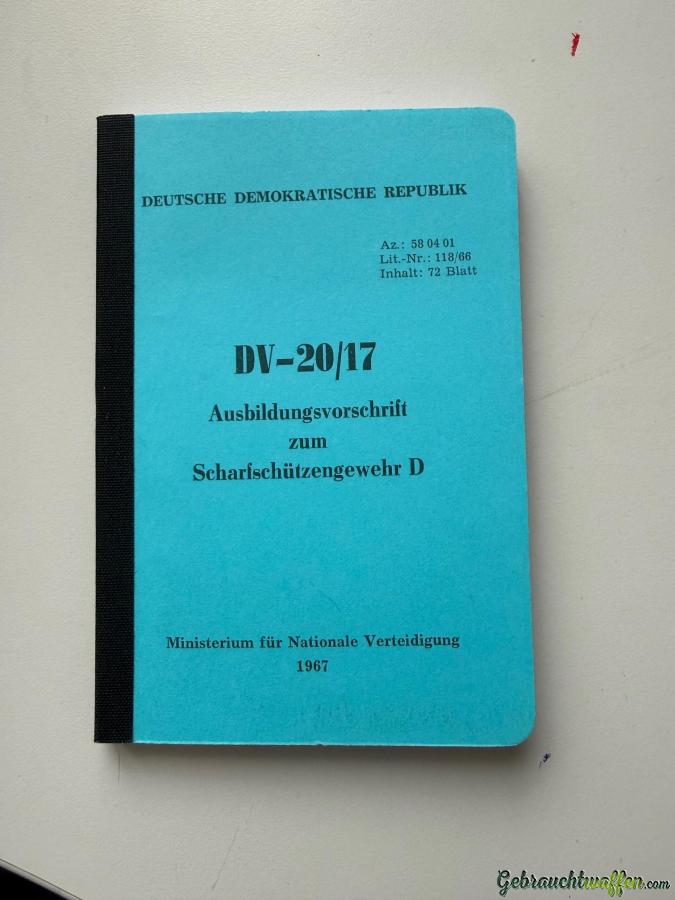 DEUTSCHE DEMOKRATISCHE REPUBLIK
Az.: 58 04 01
Lit.-Nr.: 118/66
Inhalt: 72 Blatt
DV–20/17
Ausbildungsvorschrift
zum
Scharfschützengewehr D
Ministerium für Nationale Verteidigung
1967
Gebrauchtwaffen.com